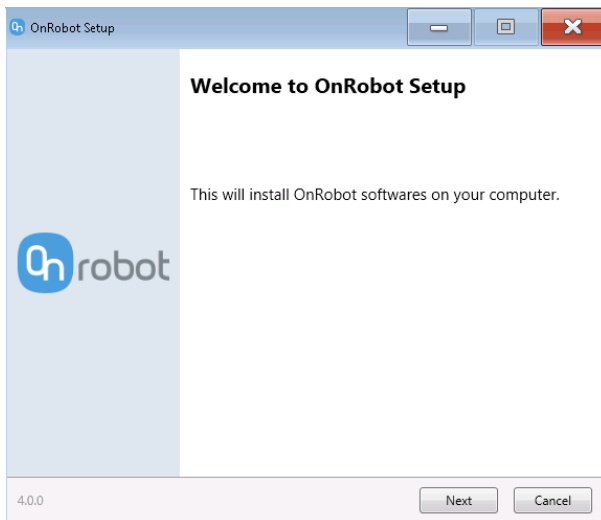 OnRobot Setup
Welcome to OnRobot Setup
This will install OnRobot softwares on your computer.
On robot
4.0.0
Next
Cancel